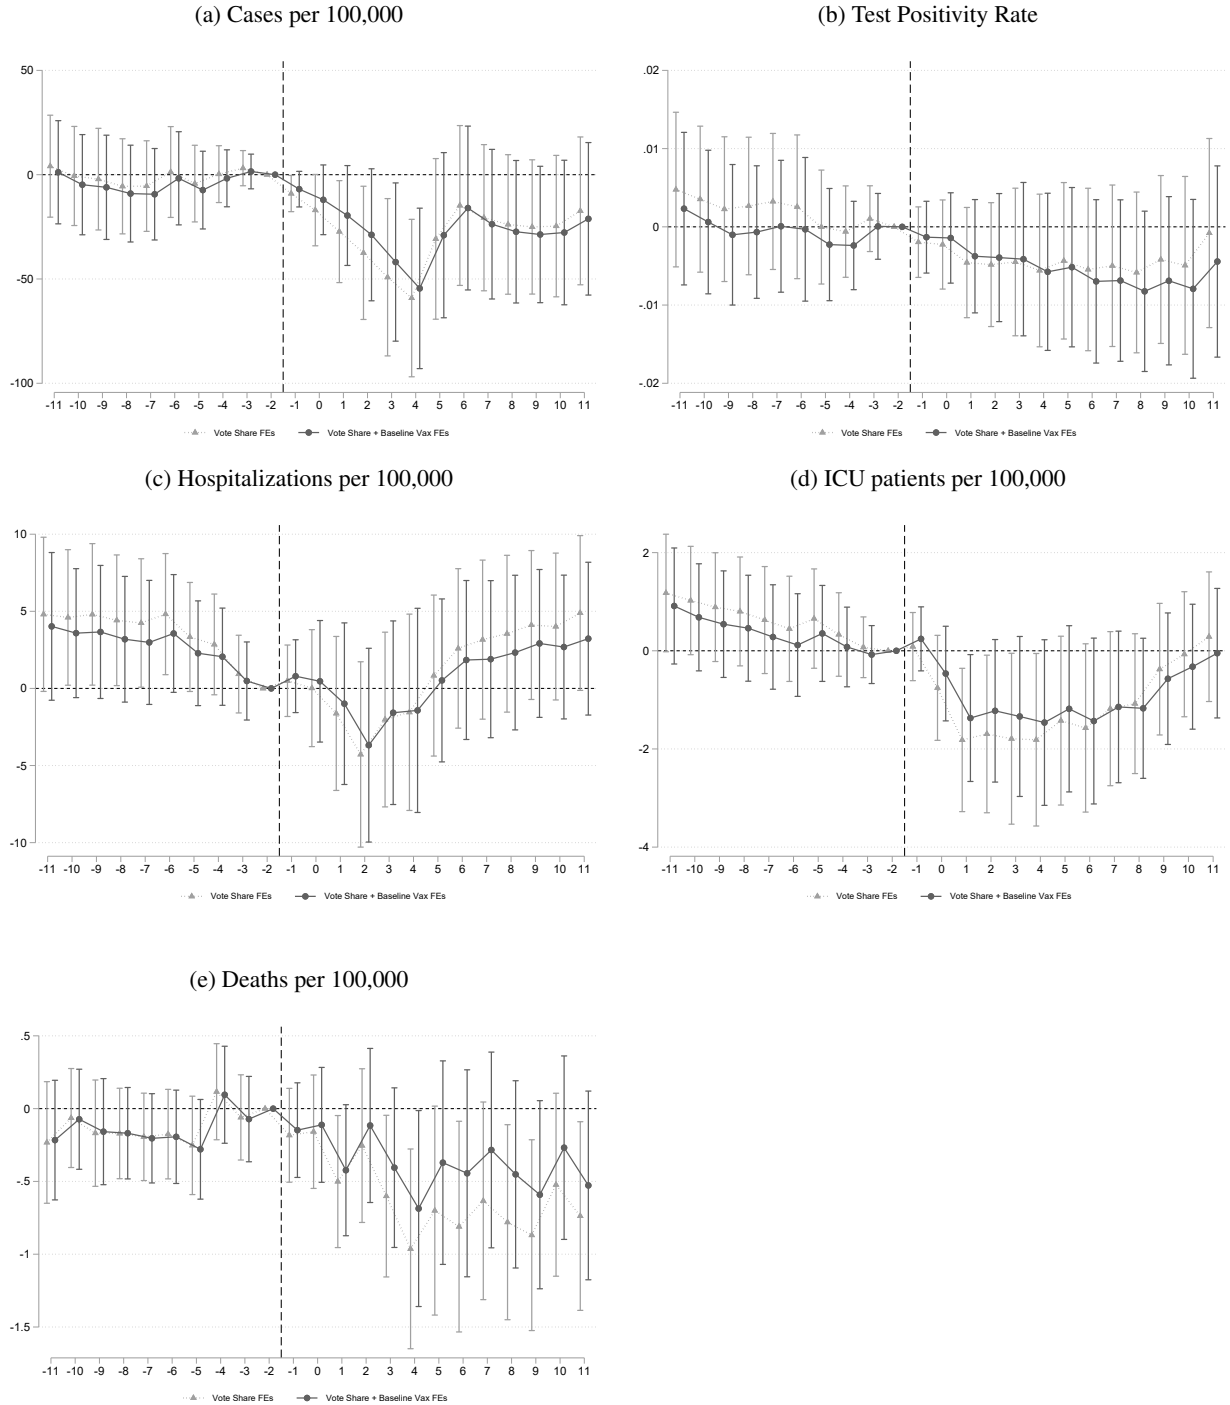 (a) Cases per 100,000
(b) Test Positivity Rate
50
0
-50
-100
-11 -10 -9 -8 -7 -6 -5 -4 -3 -2 -1 0 1 2 3 4 5 6 7 8 9 10 11
Vote Share FEs Vote Share + Baseline Vax FEs
.02
.01
0
-.01
-.02
-11 -10 -9 -8 -7 -6 -5 -4 -3 -2 -1 0 1 2 3 4 5 6 7 8 9 10 11
Vote Share FEs Vote Share + Baseline Vax FEs
(c) Hospitalizations per 100,000
(d) ICU patients per 100,000
10
5
0
-5
-10
-11 -10 -9 -8 -7 -6 -5 -4 -3 -2 -1 0 1 2 3 4 5 6 7 8 9 10 11
Vote Share FEs Vote Share + Baseline Vax FEs
2
0
-2
-4
-11 -10 -9 -8 -7 -6 -5 -4 -3 -2 -1 0 1 2 3 4 5 6 7 8 9 10 11
Vote Share FEs Vote Share + Baseline Vax FEs
(e) Deaths per 100,000
.5
0
-.5
-1
-1.5
-11 -10 -9 -8 -7 -6 -5 -4 -3 -2 -1 0 1 2 3 4 5 6 7 8 9 10 11
Vote Share FEs Vote Share + Baseline Vax FEs